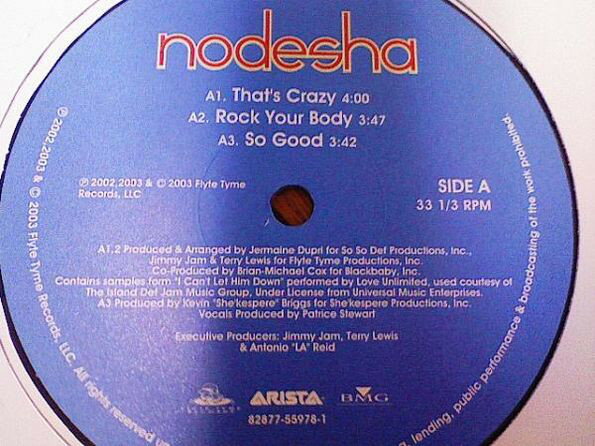 nodesha
A1. That's Crazy 4:00
A2. Rock Your Body 3:47
A3. So Good 3:42
℗ 2002,2003 & © 2003 Flyte Tyme
Records, LLC
SIDE A
33 1/3 RPM
A1,2 Produced & Arranged by Jermaine Dupri for So So Def Productions, Inc.,
Jimmy Jam & Terry Lewis for Flyte Tyme Productions, Inc.
Co-Produced by Brian-Michael Cox for Blackbaby, Inc.
Contains samples form "I Can't Let Him Down" performed by Love Unlimited, used courtesy of
The Island Def Jam Music Group, Under License from Universal Music Enterprises.
A3 Produced by Kevin "She'kespere" Briggs for She'kespere Productions, Inc.
Vocals Produced by Patrice Stewart
Executive Producers: Jimmy Jam, Terry Lewis
& Antonio "LA" Reid
ARISTA
BMG
82877-55978-1
℗ 2002,2003 & © 2003 Flyte Tyme Records, LLC. All rights reserved
lending, public performance & broadcasting of the work prohibited.